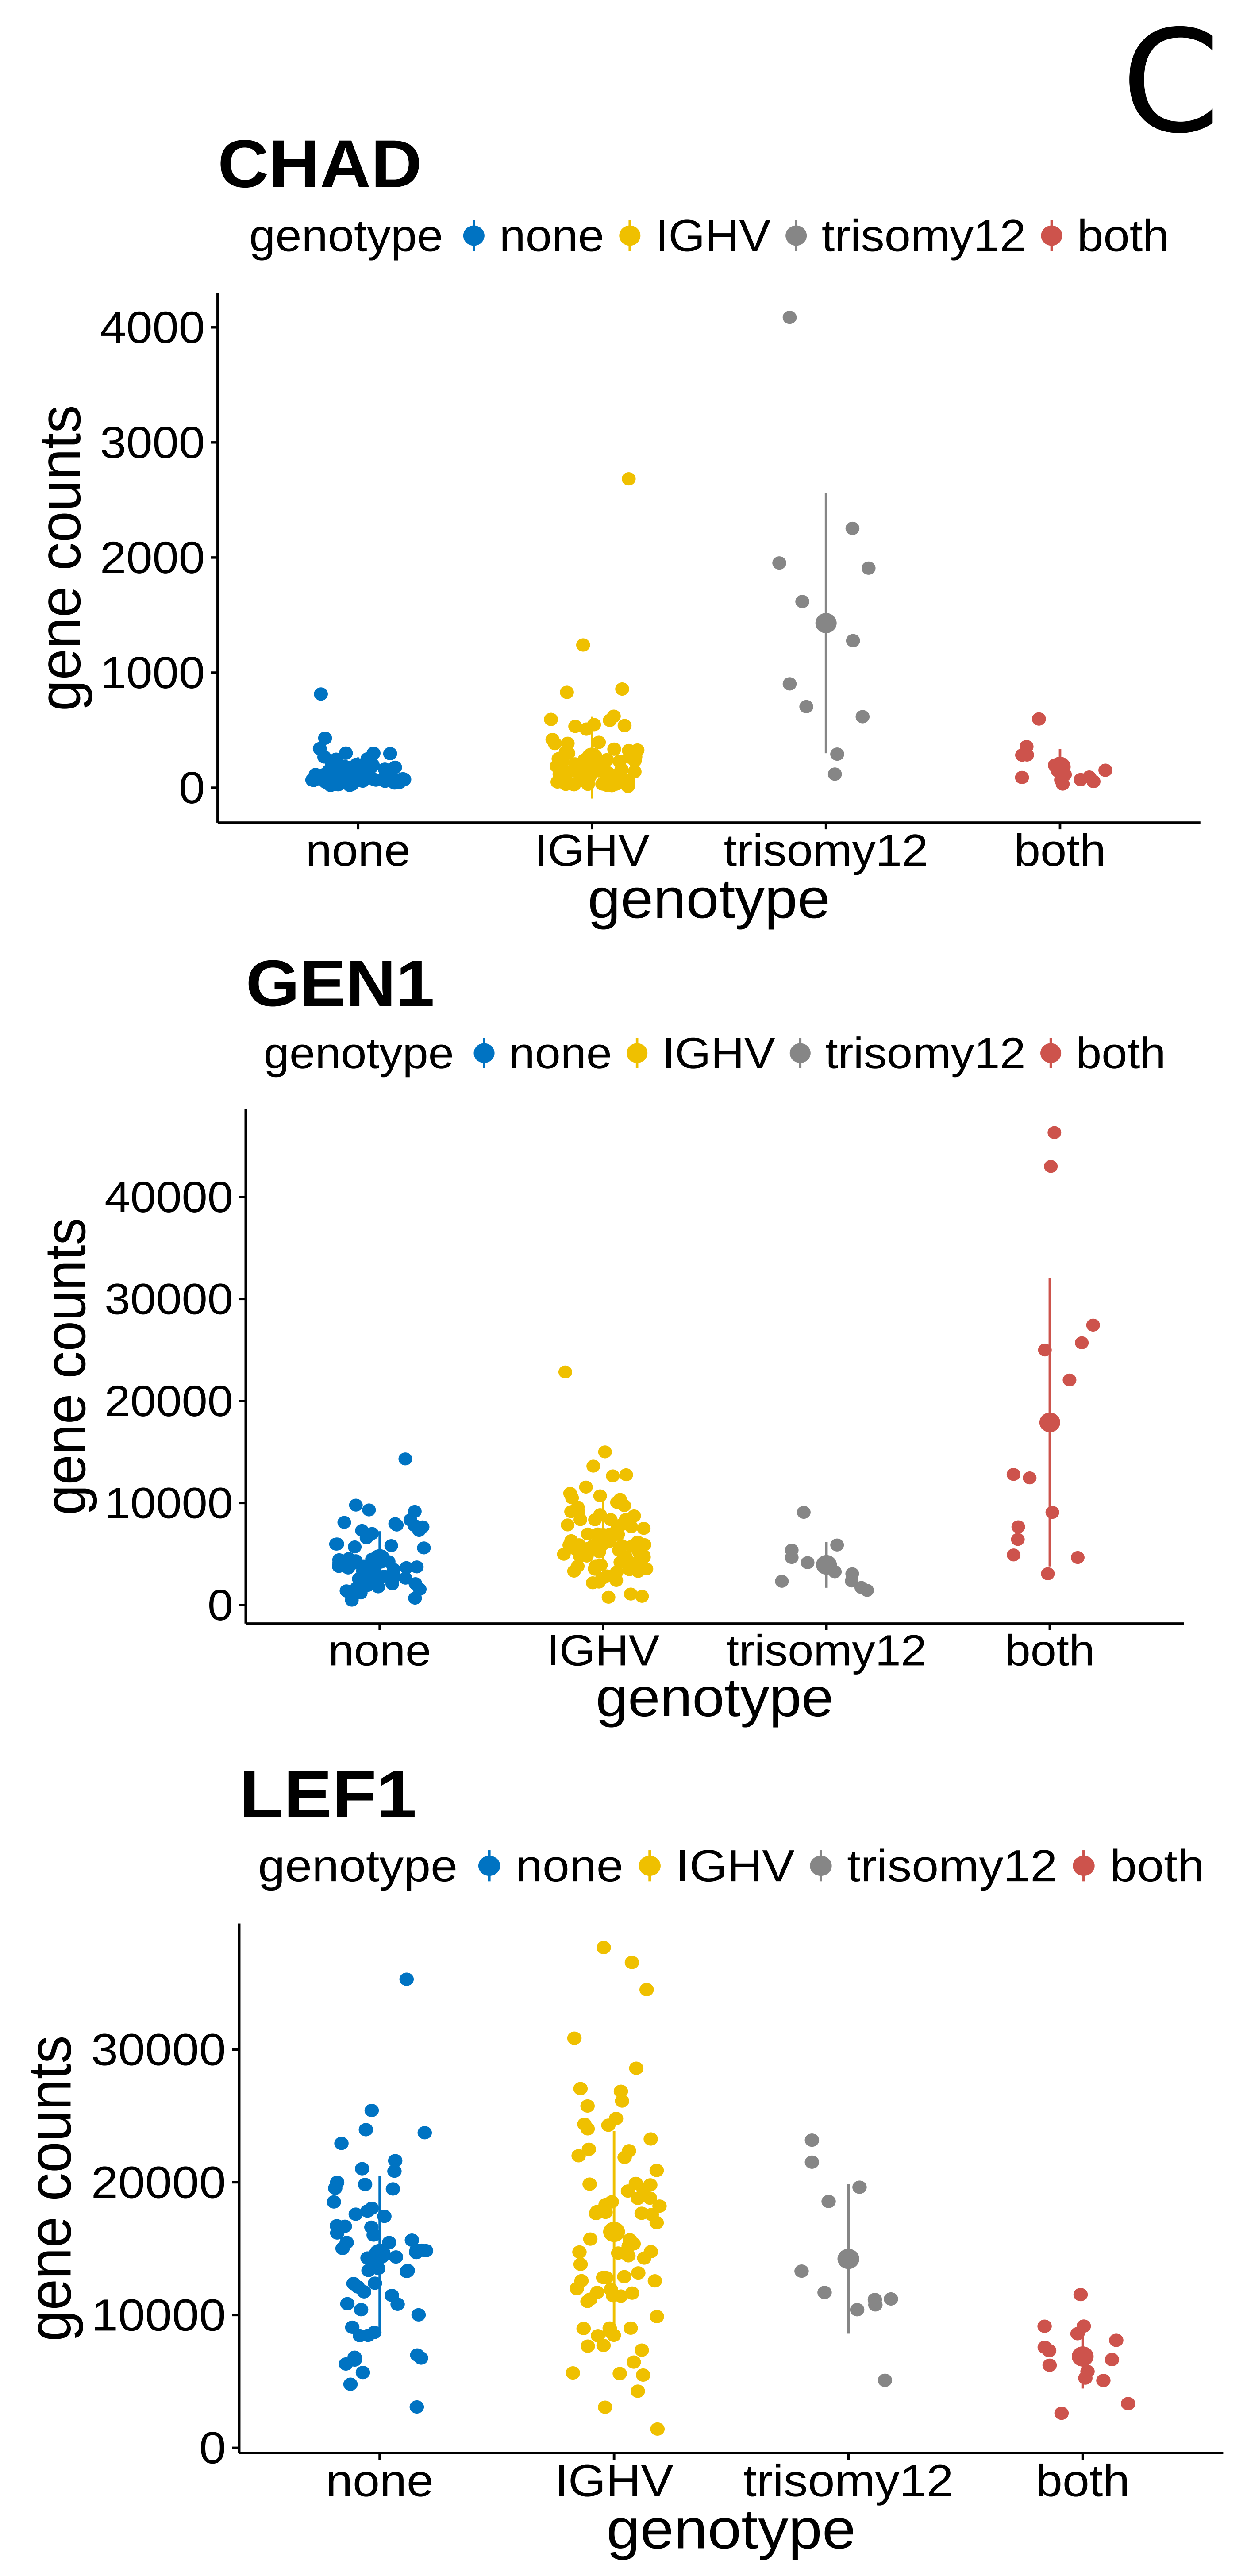 C
CHAD
genotype none IGHV trisomy12 both
4000
3000
2000
1000
0
gene counts
none IGHV trisomy12 both
genotype
GEN1
genotype none IGHV trisomy12 both
40000
30000
20000
10000
0
gene counts
none IGHV trisomy12 both
genotype
LEF1
genotype none IGHV trisomy12 both
30000
20000
10000
0
gene counts
none IGHV trisomy12 both
genotype